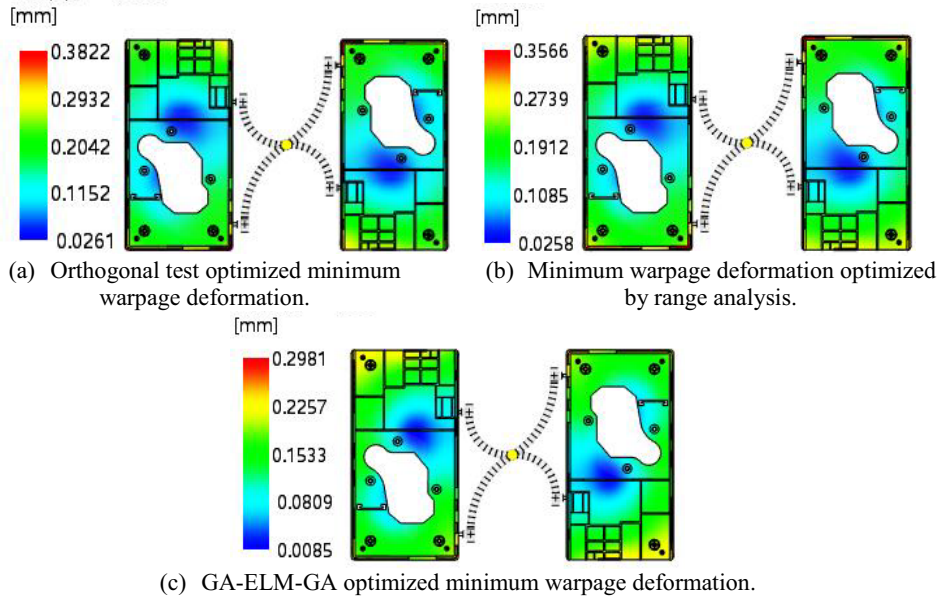 [mm]
0.3822
0.2932
0.2042
0.1152
0.0261
(a) Orthogonal test optimized minimum
warpage deformation.
[mm]
0.3566
0.2739
0.1912
0.1085
0.0258
(b) Minimum warpage deformation optimized
by range analysis.
[mm]
0.2981
0.2257
0.1533
0.0809
0.0085
(c) GA-ELM-GA optimized minimum warpage deformation.